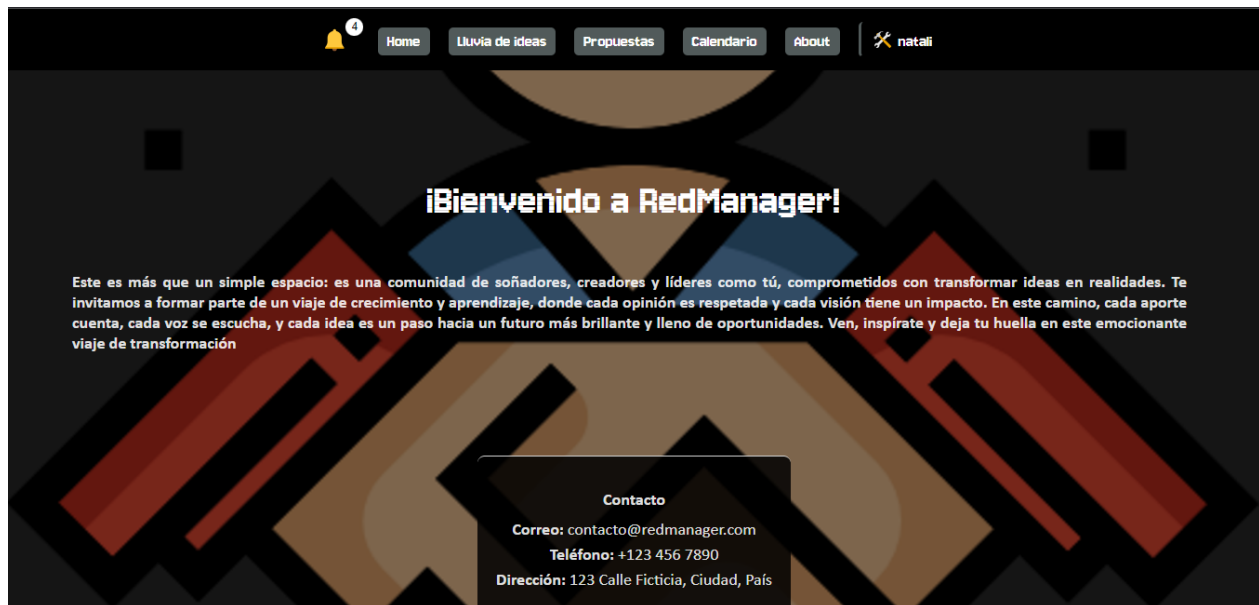 4
Home
Lluvia de ideas
Propuestas
Calendario
About
natali
¡Bienvenido a RedManager!
Este es más que un simple espacio: es una comunidad de soñadores, creadores y líderes como tú, comprometidos con transformar ideas en realidades. Te
invitamos a formar parte de un viaje de crecimiento y aprendizaje, donde cada opinión es respetada y cada visión tiene un impacto. En este camino, cada aporte
cuenta, cada voz se escucha, y cada idea es un paso hacia un futuro más brillante y lleno de oportunidades. Ven, inspírate y deja tu huella en este emocionante
viaje de transformación
Contacto
Correo: contacto@redmanager.com
Teléfono: +123 456 7890
Dirección: 123 Calle Ficticia, Ciudad, País